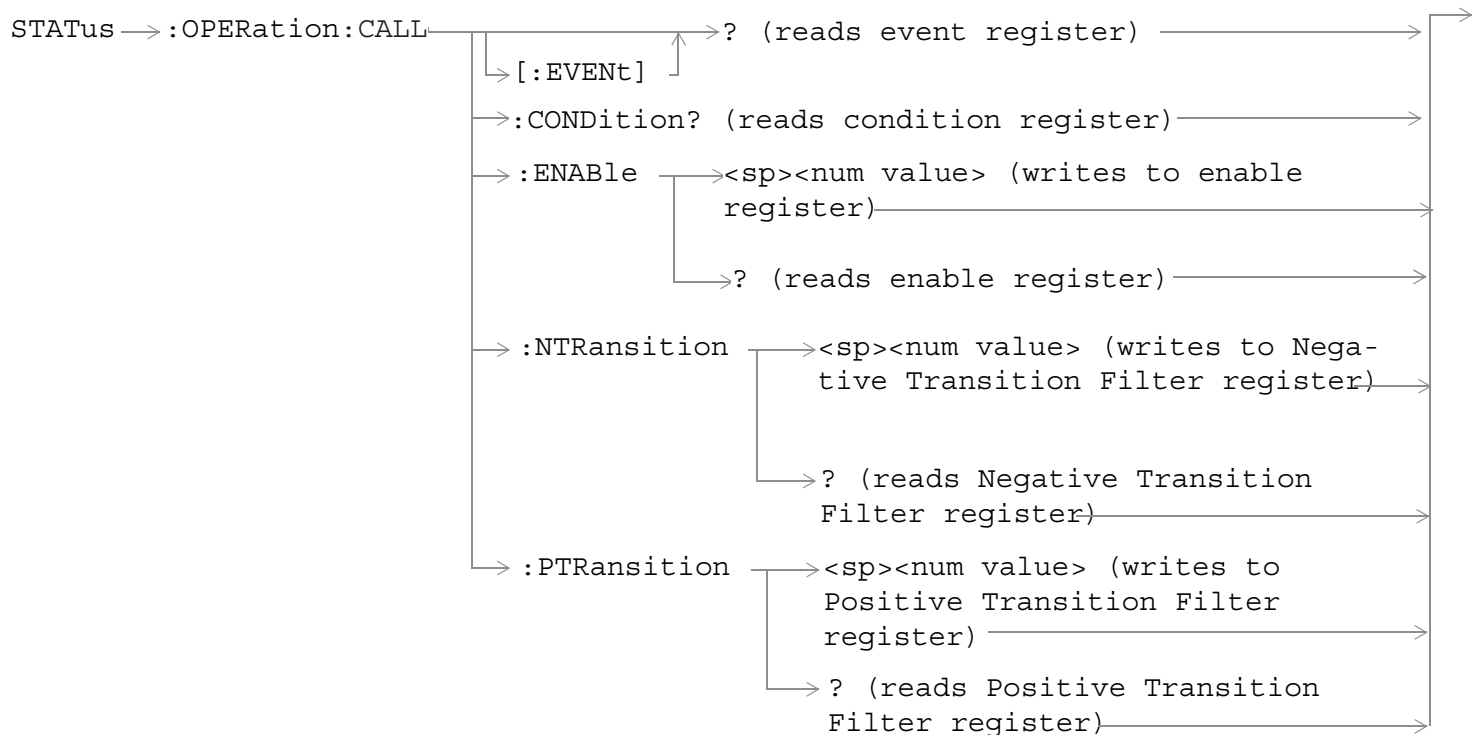 STATus :OPERation:CALL ? (reads event register)
[:EVENt]
:CONDition? (reads condition register)
:ENABle <sp><num value> (writes to enable
register)
? (reads enable register)
:NTRansition <sp><num value> (writes to Nega-
tive Transition Filter register)
? (reads Negative Transition
Filter register)
:PTRansition <sp><num value> (writes to
Positive Transition Filter
register)
? (reads Positive Transition
Filter register)